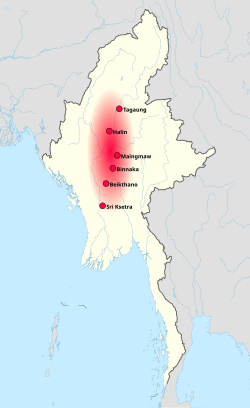 Tagaung
Halin
Maingmaw
Binnaka
Beikthano
Sri Ksetra